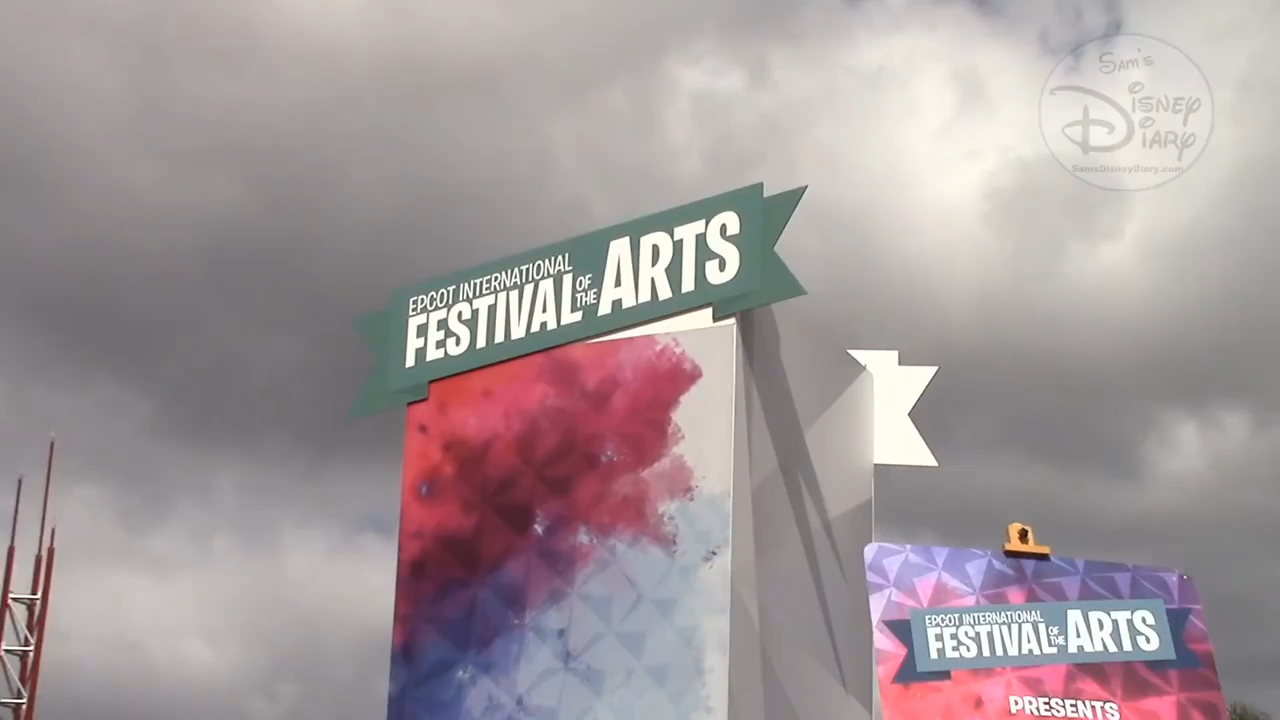 Sam's
Disney
Diary
SamsDisneyDiary.com
EPCOT INTERNATIONAL
FESTIVAL OF THE ARTS
EPCOT INTERNATIONAL
FESTIVAL OF THE ARTS
PRESENTS